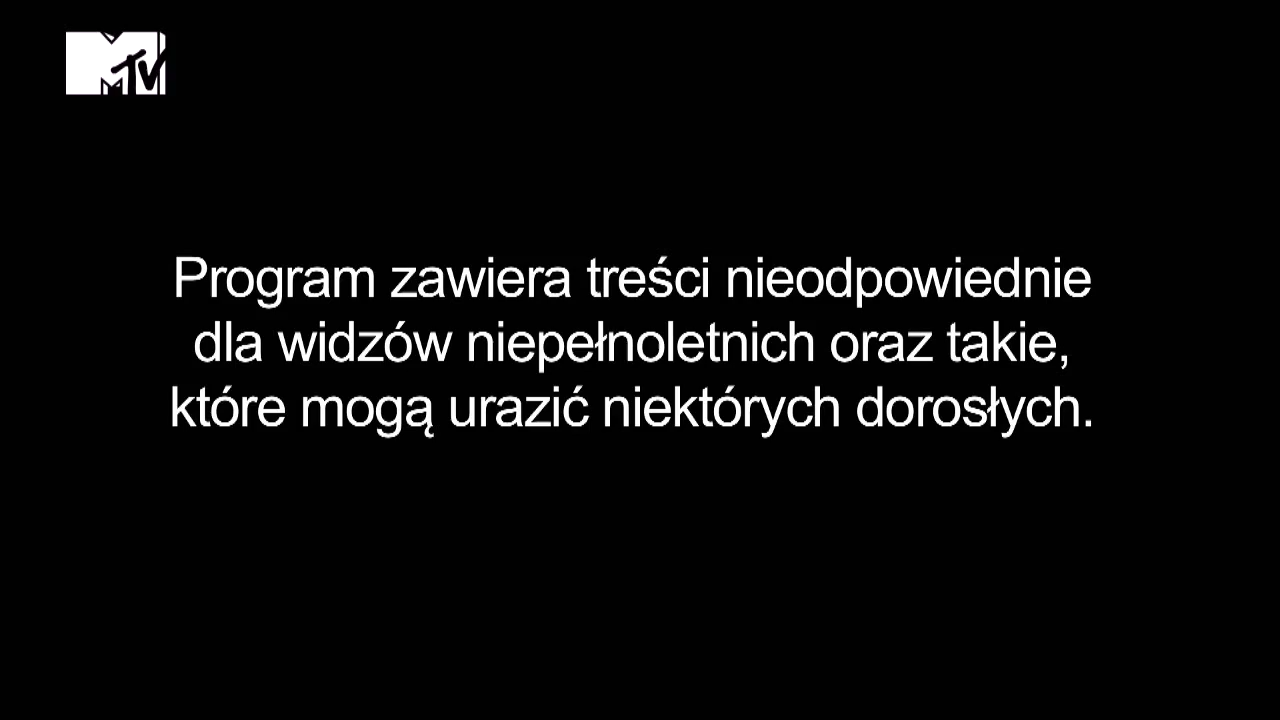 MTV
Program zawiera treści nieodpowiednie
dla widzów niepełnoletnich oraz takie,
które mogą urazić niektórych dorosłych.